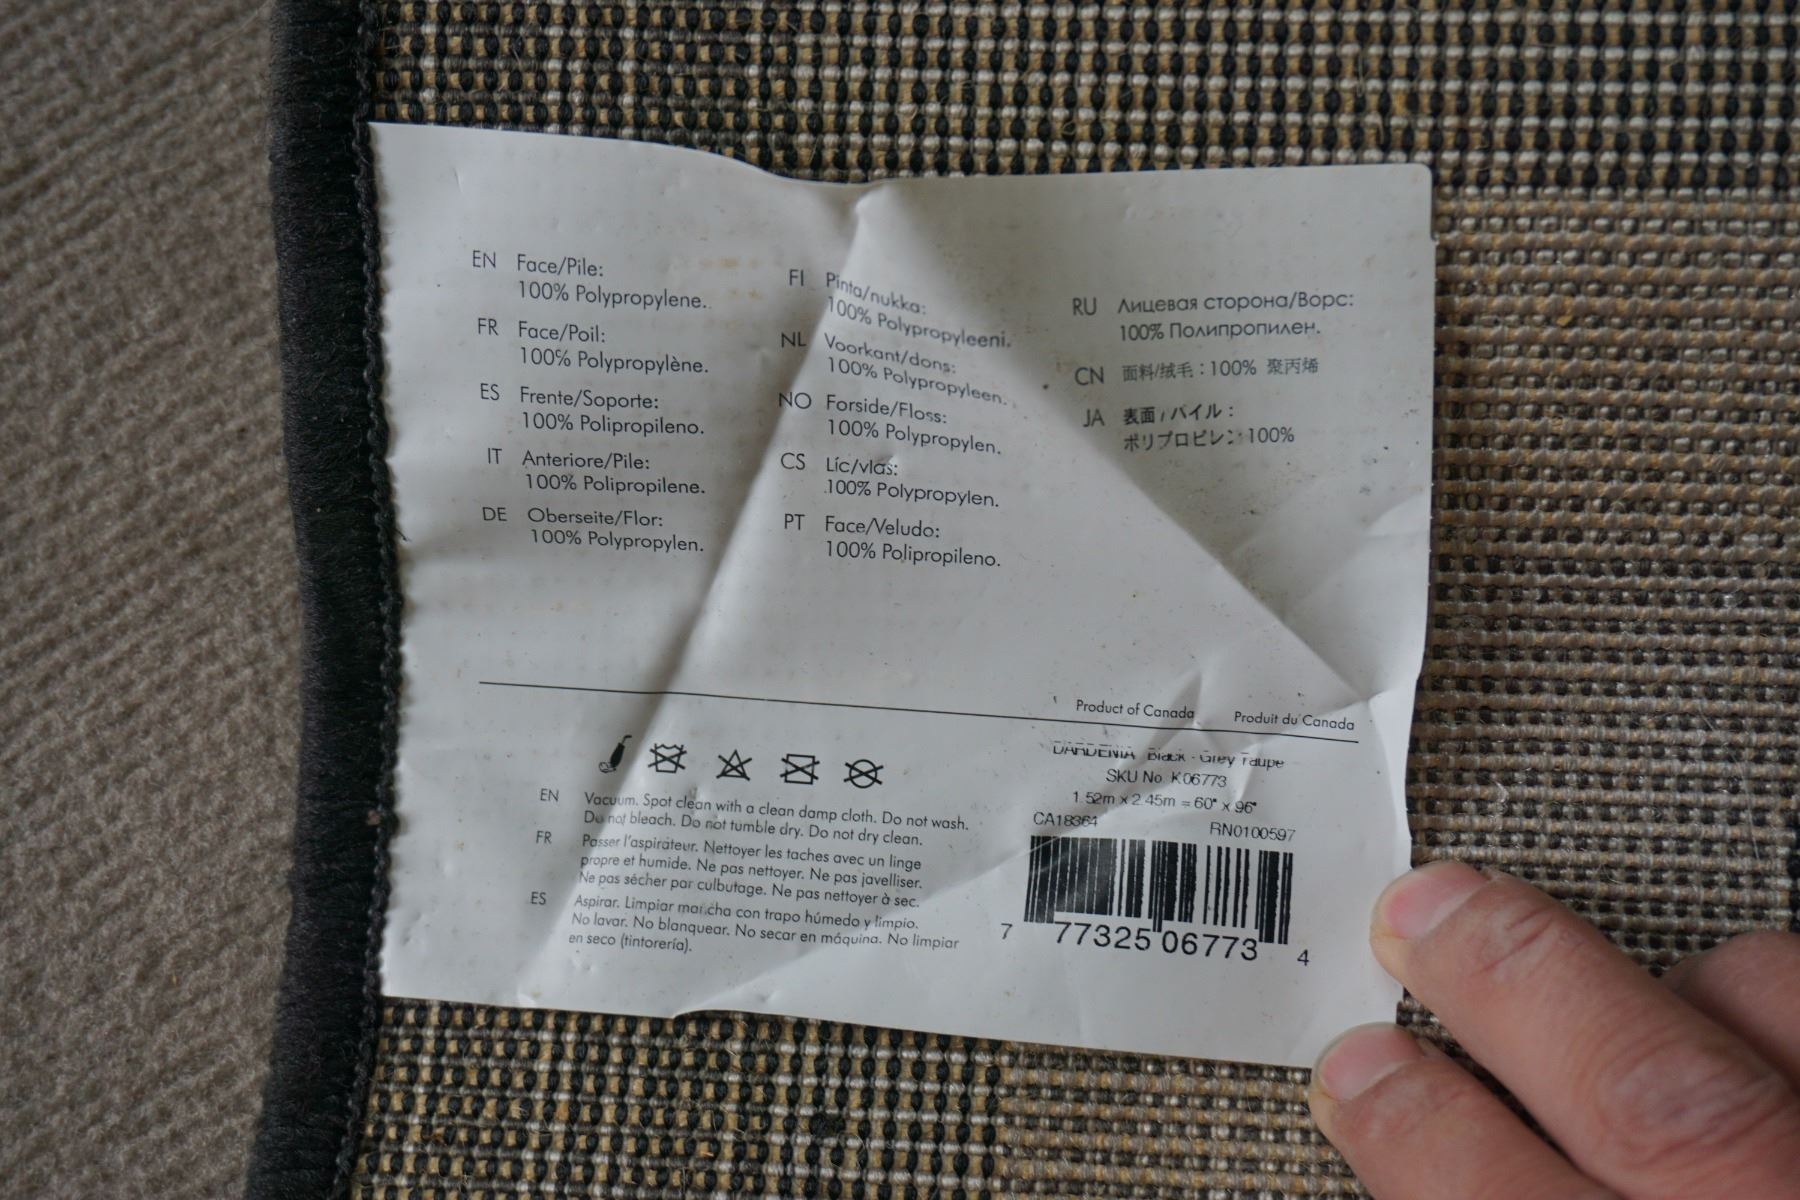 EN Face/Pile:
100% Polypropylene.
FR Face/Poil:
100% Polypropylène.
ES Frente/Soporte:
100% Polipropileno.
IT Anteriore/Pile:
100% Polipropilene.
DE Oberseite/Flor:
100% Polypropylen.
FI Pinta/nukka:
100% Polypropyleeni.
NL Voorkant/dons:
100% Polypropyleen.
NO Forside/Floss:
100% Polypropylen.
CS Líc/vlas:
100% Polypropylen.
PT Face/Veludo:
100% Polipropileno.
RU Лицевая сторона/Ворс:
100% Полипропилен.
CN 面料/绒毛：100% 聚丙烯
JA 表面/パイル：
ポリプロピレン：100%
Product of Canada Produit du Canada
DARDENIA Black - Grey Taupe
SKU No K06773
1.52m x 2.45m = 60" x 96"
CA18364 RN0100597
7 77325 06773 4
EN Vacuum. Spot clean with a clean damp cloth. Do not wash.
Do not bleach. Do not tumble dry. Do not dry clean.
FR Passer l'aspirateur. Nettoyer les taches avec un linge
propre et humide. Ne pas nettoyer. Ne pas javelliser.
Ne pas sécher par culbutage. Ne pas nettoyer à sec.
ES Aspirar. Limpiar mancha con trapo húmedo y limpio.
No lavar. No blanquear. No secar en máquina. No limpiar
en seco (tintorería).